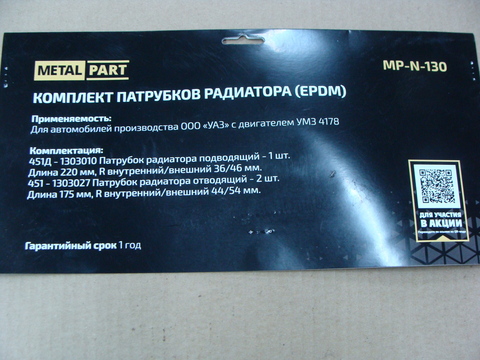 METAL PART
MP-N-130
КОМПЛЕКТ ПАТРУБКОВ РАДИАТОРА (EPDM)
Применяемость:
Для автомобилей производства ООО «УАЗ» с двигателем УМЗ 4178
Комплектация:
451Д - 1303010 Патрубок радиатора подводящий - 1 шт.
Длина 220 мм, R внутренний/внешний 36/46 мм.
451 - 1303027 Патрубок радиатора отводящий - 2 шт.
Длина 175 мм, R внутренний/внешний 44/54 мм.
ДЛЯ УЧАСТИЯ
В АКЦИИ
Гарантийный срок 1 год